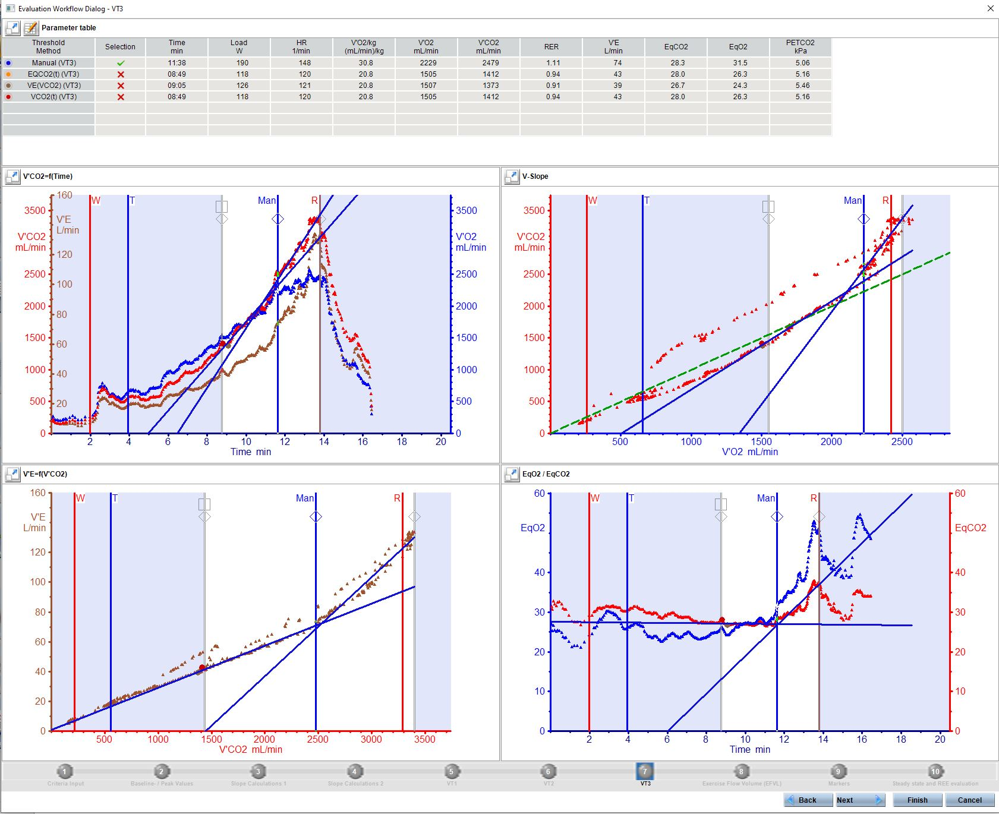 Evaluation Workflow Dialog - VT3
Parameter table
Threshold Method Selection Time min Load W HR 1/min V'O2/kg (mL/min)/kg V'O2 mL/min V'CO2 mL/min RER V'E L/min EqCO2 EqO2 PETCO2 kPa
Manual (VT3) 11:38 190 148 30.8 2229 2479 1.11 74 28.3 31.5 5.06
EQCO2(t) (VT3) 08:49 118 120 20.8 1505 1412 0.94 43 28.0 26.3 5.16
VE(VCO2) (VT3) 09:05 126 121 20.8 1507 1373 0.91 39 26.7 24.3 5.46
VCO2(t) (VT3) 08:49 118 120 20.8 1505 1412 0.94 43 28.0 26.3 5.16
V'CO2=f(Time)
W T Man R
160
3500 3500
V'E
L/min
V'CO2 V'O2
mL/min mL/min
120
2500 100 2500
2000 80 2000
1500 60 1500
1000 40 1000
500 20 500
0 0
2 4 6 8 10 12 14 16 18 20
Time min
V-Slope
W T Man R
3500
V'CO2
mL/min
2500
2000
1500
1000
500
0
500 1000 1500 2000 2500
V'O2 mL/min
V'E=f(V'CO2)
160 W T Man R
V'E
L/min
120
100
80
60
40
20
0
500 1000 1500 2000 2500 3000 3500
V'CO2 mL/min
EqO2 / EqCO2
60 W T Man R 60
EqO2 EqCO2
40 40
30 30
20 20
10 10
0 0
2 4 6 8 10 12 14 16 18 20
Time min
1 2 3 4 5 6 7 8 9 10
Criteria Input Baseline- / Peak Values Slope Calculations 1 Slope Calculations 2 VT1 VT2 VT3 Exercise Flow Volume (EFVL) Markers Steady state and REE evaluation
Back Next Finish Cancel